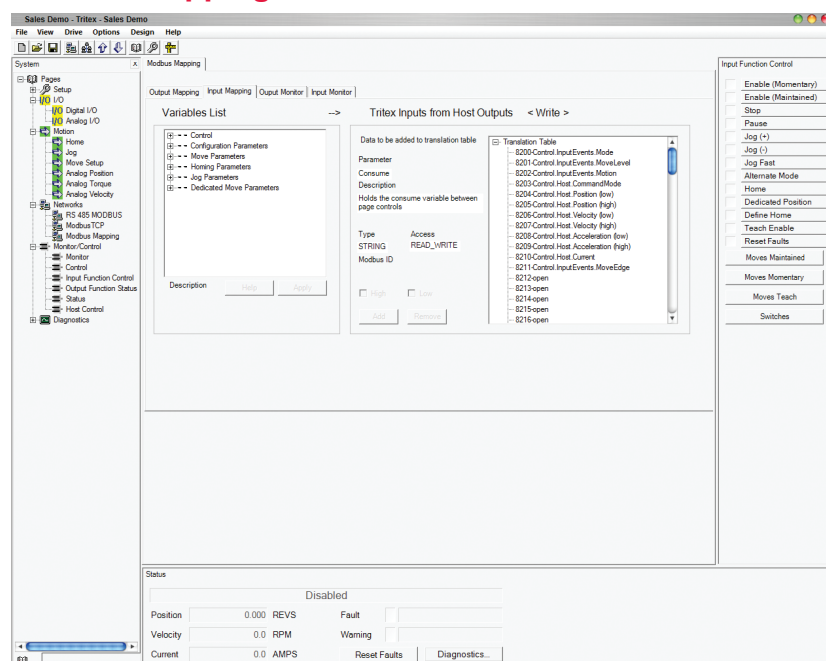 Sales Demo - Tritex - Sales Demo
File View Drive Options Design Help
System x
Pages
Setup
I/O
Digital I/O
Analog I/O
Motion
Home
Jog
Move Setup
Analog Position
Analog Torque
Analog Velocity
Networks
RS 485 MODBUS
ModbusTCP
Modbus Mapping
Monitor/Control
Monitor
Control
Input Function Control
Output Function Status
Status
Host Control
Diagnostics
Modbus Mapping
Output Mapping Input Mapping Ouput Monitor Input Monitor
Variables List --> Tritex Inputs from Host Outputs < Write >
Control
Configuration Parameters
Move Parameters
Homing Parameters
Jog Parameters
Dedicated Move Parameters
Description Help Apply
Data to be added to translation table
Parameter
Consume
Description
Holds the consume variable between
page controls
Type Access
STRING READ_WRITE
Modbus ID
High Low
Add Remove
Translation Table
8200-Control.InputEvents.Mode
8201-Control.InputEvents.MoveLevel
8202-Control.InputEvents.Motion
8203-Control.Host.CommandMode
8204-Control.Host.Position (low)
8205-Control.Host.Position (high)
8206-Control.Host.Velocity (low)
8207-Control.Host.Velocity (high)
8208-Control.Host.Acceleration (low)
8209-Control.Host.Acceleration (high)
8210-Control.Host.Current
8211-Control.InputEvents.MoveEdge
8212-open
8213-open
8214-open
8215-open
8216-open
Input Function Control
Enable (Momentary)
Enable (Maintained)
Stop
Pause
Jog (+)
Jog (-)
Jog Fast
Alternate Mode
Home
Dedicated Position
Define Home
Teach Enable
Reset Faults
Moves Maintained
Moves Momentary
Moves Teach
Switches
Status
Disabled
Position 0.000 REVS Fault
Velocity 0.0 RPM Warning
Current 0.0 AMPS Reset Faults Diagnostics...